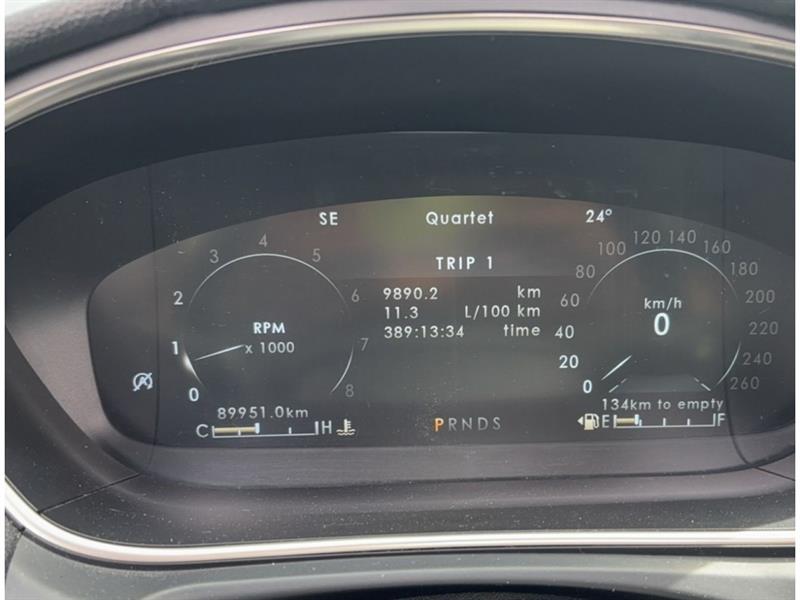 SE Quartet 24°
TRIP 1
9890.2 km
11.3 L/100 km
389:13:34 time
0 1 2 3 4 5 6 7 8
RPM
x 1000
0 20 40 60 80 100 120 140 160 180 200 220 240 260
km/h
0
89951.0km
C H
PRNDS
134km to empty
E F